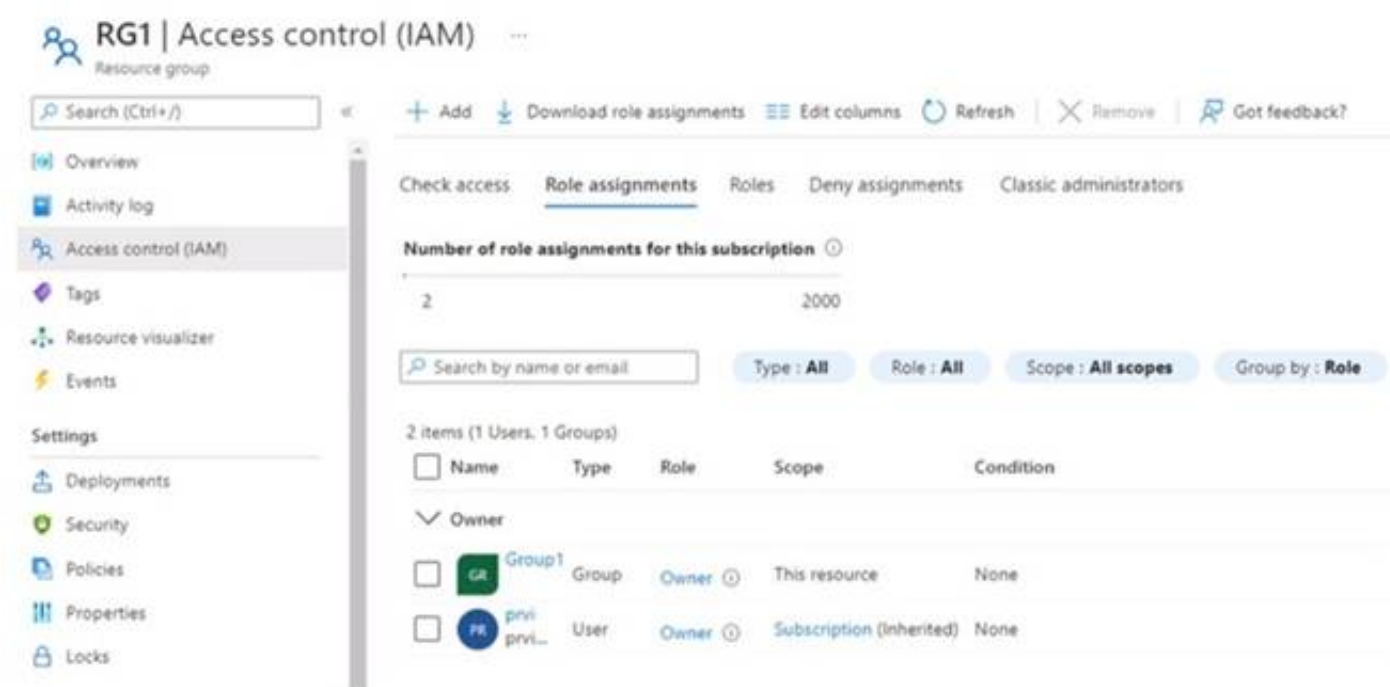 RG1 | Access control (IAM) ...
Resource group
Search (Ctrl+/)
«
Add
Download role assignments
Edit columns
Refresh
Remove
Got feedback?
Overview
Activity log
Access control (IAM)
Tags
Resource visualizer
Events
Settings
Deployments
Security
Policies
Properties
Locks
Check access Role assignments Roles Deny assignments Classic administrators
Number of role assignments for this subscription
2 2000
Search by name or email Type : All Role : All Scope : All scopes Group by : Role
2 items (1 Users, 1 Groups)
Name Type Role Scope Condition
Owner
GR Group1 Group Owner This resource None
PR prvi User Owner Subscription (Inherited) None
prvi...